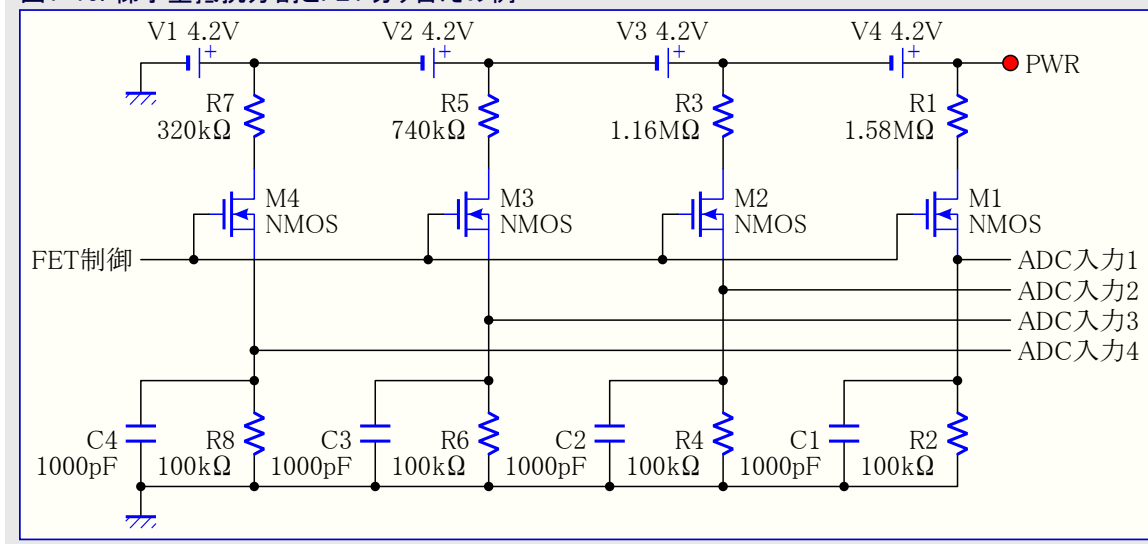 V1 4.2V
V2 4.2V
V3 4.2V
V4 4.2V
+
+
+
+
PWR
R7
320kΩ
R5
740kΩ
R3
1.16MΩ
R1
1.58MΩ
M4
NMOS
M3
NMOS
M2
NMOS
M1
NMOS
FET制御
ADC入力1
ADC入力2
ADC入力3
ADC入力4
C4
1000pF
R8
100kΩ
C3
1000pF
R6
100kΩ
C2
1000pF
R4
100kΩ
C1
1000pF
R2
100kΩ